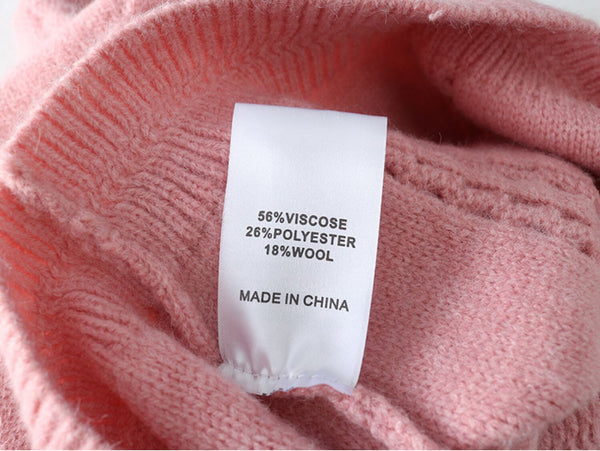 56%VISCOSE
26%POLYESTER
18%WOOL
MADE IN CHINA